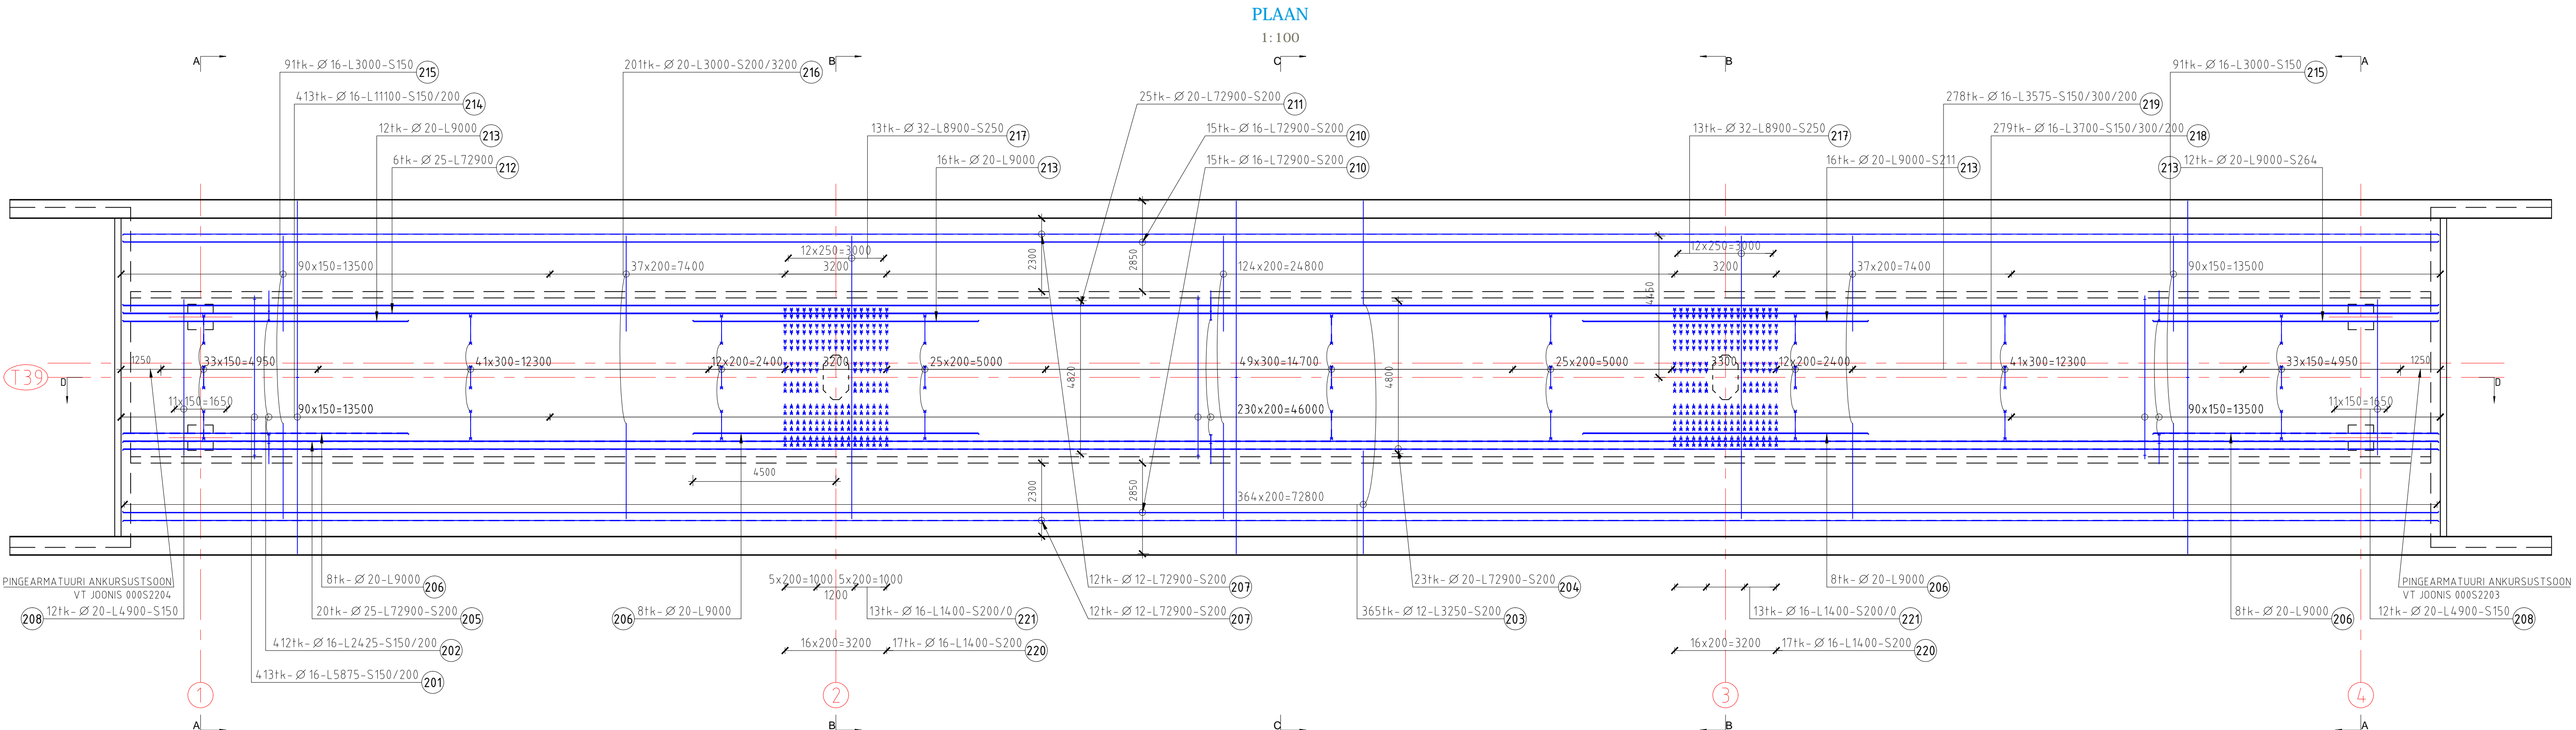 PLAAN
1:100
A
B
C
B
A
91tk-Ø16-L3000-S150 215
201tk-Ø20-L3000-S200/3200 216
91tk-Ø16-L3000-S150 215
413tk-Ø16-L11100-S150/200 214
25tk-Ø20-L72900-S200 211
278tk-Ø16-L3575-S150/300/200 219
12tk-Ø20-L9000 213
13tk-Ø32-L8900-S250 217
15tk-Ø16-L72900-S200 210
13tk-Ø32-L8900-S250 217
279tk-Ø16-L3700-S150/300/200 218
6tk-Ø25-L72900 212
16tk-Ø20-L9000 213
15tk-Ø16-L72900-S200 210
16tk-Ø20-L9000-S211 213
213 12tk-Ø20-L9000-S264
12x250=3000
12x250=3000
2300
2850
4450
90x150=13500
37x200=7400
3200
124x200=24800
3200
37x200=7400
90x150=13500
T39
D
1250
33x150=4950
41x300=12300
12x200=2400
3200
25x200=5000
4820
49x300=14700
4800
25x200=5000
3300
12x200=2400
41x300=12300
33x150=4950
1250
D
11x150=1650
11x150=1650
90x150=13500
230x200=46000
90x150=13500
4500
2300
2850
364x200=72800
PINGEARMATUURI ANKURSUSTSOON
VT JOONIS 000S2204
8tk-Ø20-L9000 206
5x200=1000 5x200=1000
1200
12tk-Ø12-L72900-S200 207
23tk-Ø20-L72900-S200 204
8tk-Ø20-L9000 206
PINGEARMATUURI ANKURSUSTSOON
VT JOONIS 000S2203
208 12tk-Ø20-L4900-S150
20tk-Ø25-L72900-S200 205
206 8tk-Ø20-L9000
13tk-Ø16-L1400-S200/0 221
12tk-Ø12-L72900-S200 207
365tk-Ø12-L3250-S200 203
13tk-Ø16-L1400-S200/0 221
8tk-Ø20-L9000 206
12tk-Ø20-L4900-S150 208
412tk-Ø16-L2425-S150/200 202
16x200=3200
17tk-Ø16-L1400-S200 220
16x200=3200
17tk-Ø16-L1400-S200 220
413tk-Ø16-L5875-S150/200 201
1
2
3
4
A
B
C
B
A